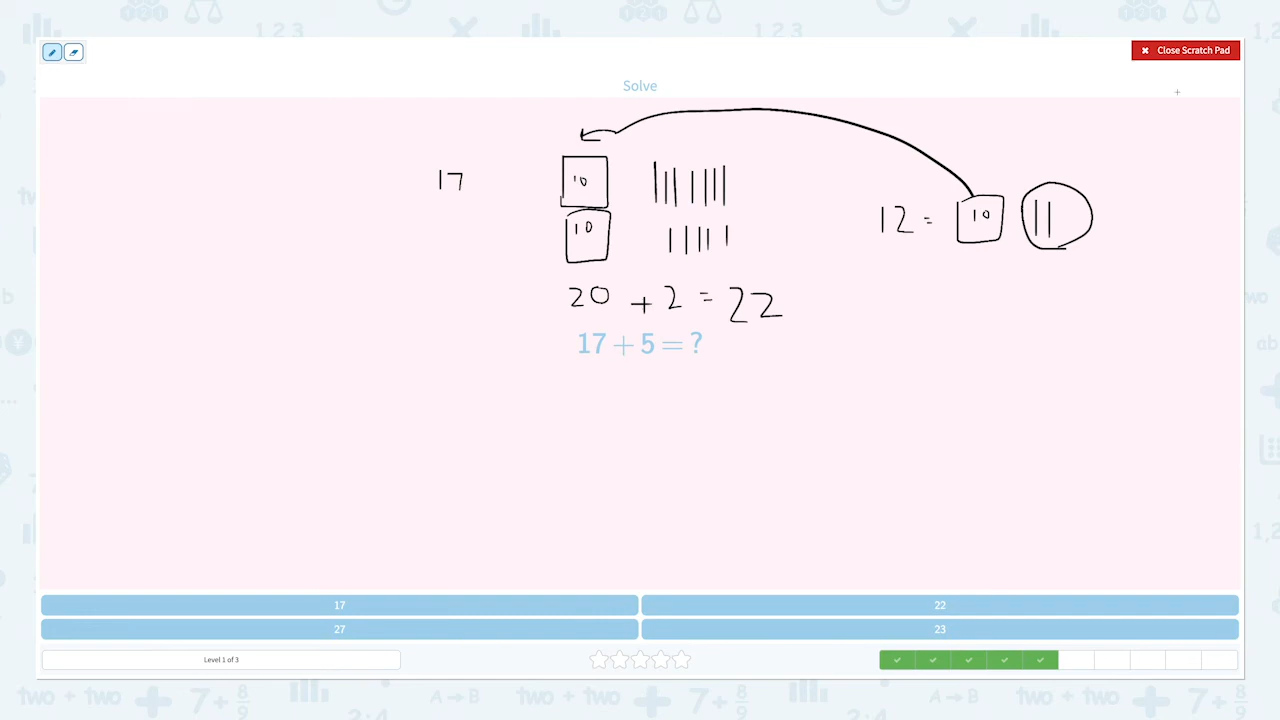 Close Scratch Pad
Solve
17
10
10
12 = 10
20 + 2 = 22
17 + 5 = ?
17
22
27
23
Level 1 of 3